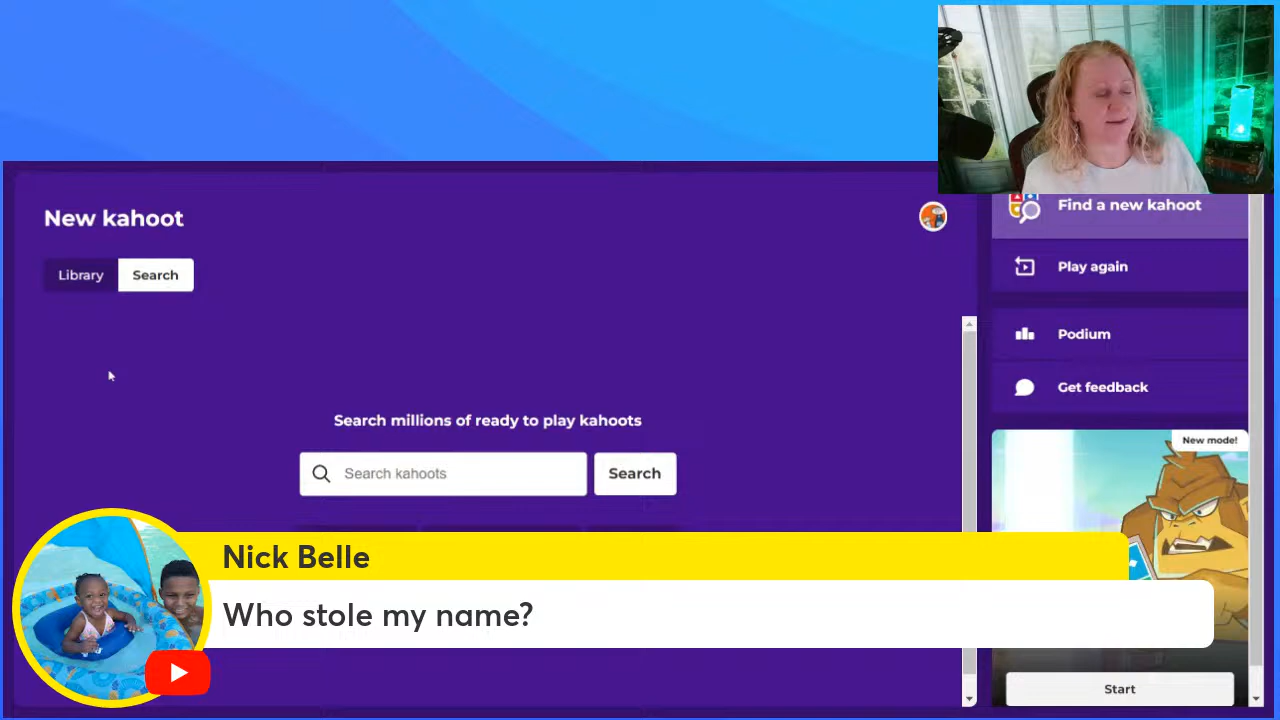 New kahoot
Library
Search
Search millions of ready to play kahoots
Search kahoots
Search
Find a new kahoot
Play again
Podium
Get feedback
New mode!
Start
Nick Belle
Who stole my name?